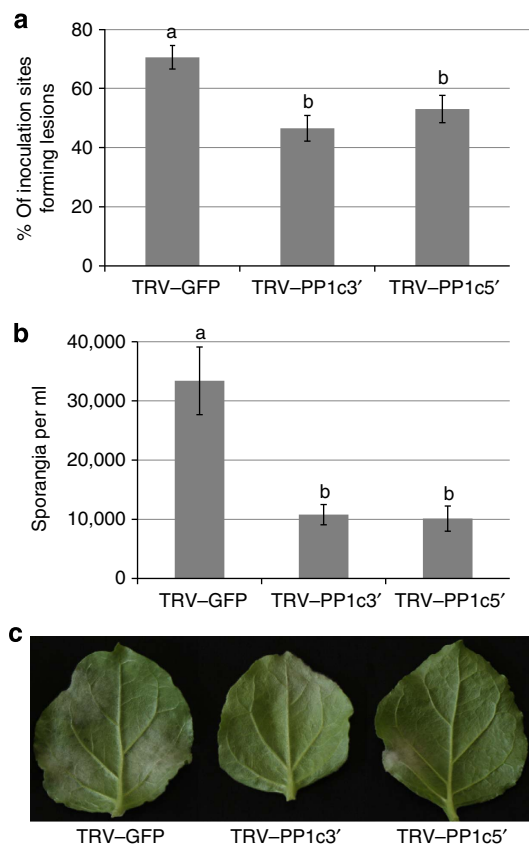 a
80
60
40
20
0
% Of inoculation sites
forming lesions
a
b
b
TRV–GFP TRV–PP1c3′ TRV–PP1c5′
b
40,000
30,000
20,000
10,000
0
Sporangia per ml
a
b
b
TRV–GFP TRV–PP1c3′ TRV–PP1c5′
c
TRV–GFP TRV–PP1c3′ TRV–PP1c5′